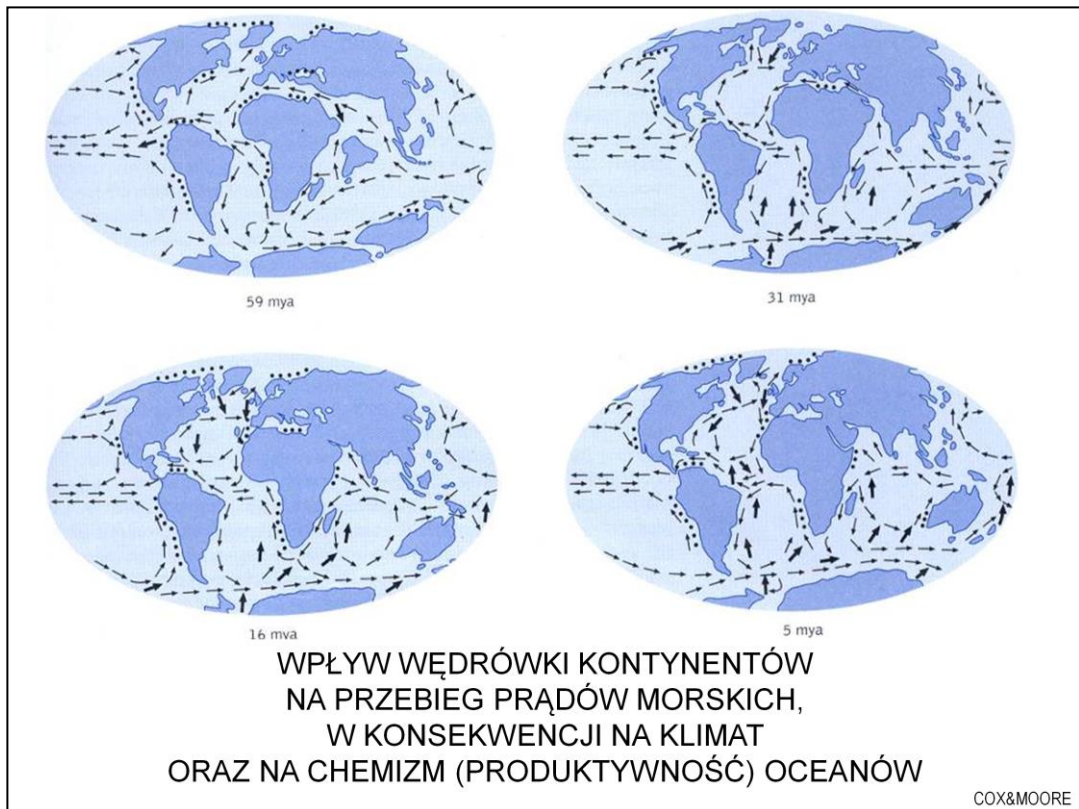 59 mya
31 mya
16 mya
5 mya
WPŁYW WĘDRÓWKI KONTYNENTÓW
NA PRZEBIEG PRĄDÓW MORSKICH,
W KONSEKWENCJI NA KLIMAT
ORAZ NA CHEMIZM (PRODUKTYWNOŚĆ) OCEANÓW
COX&MOORE